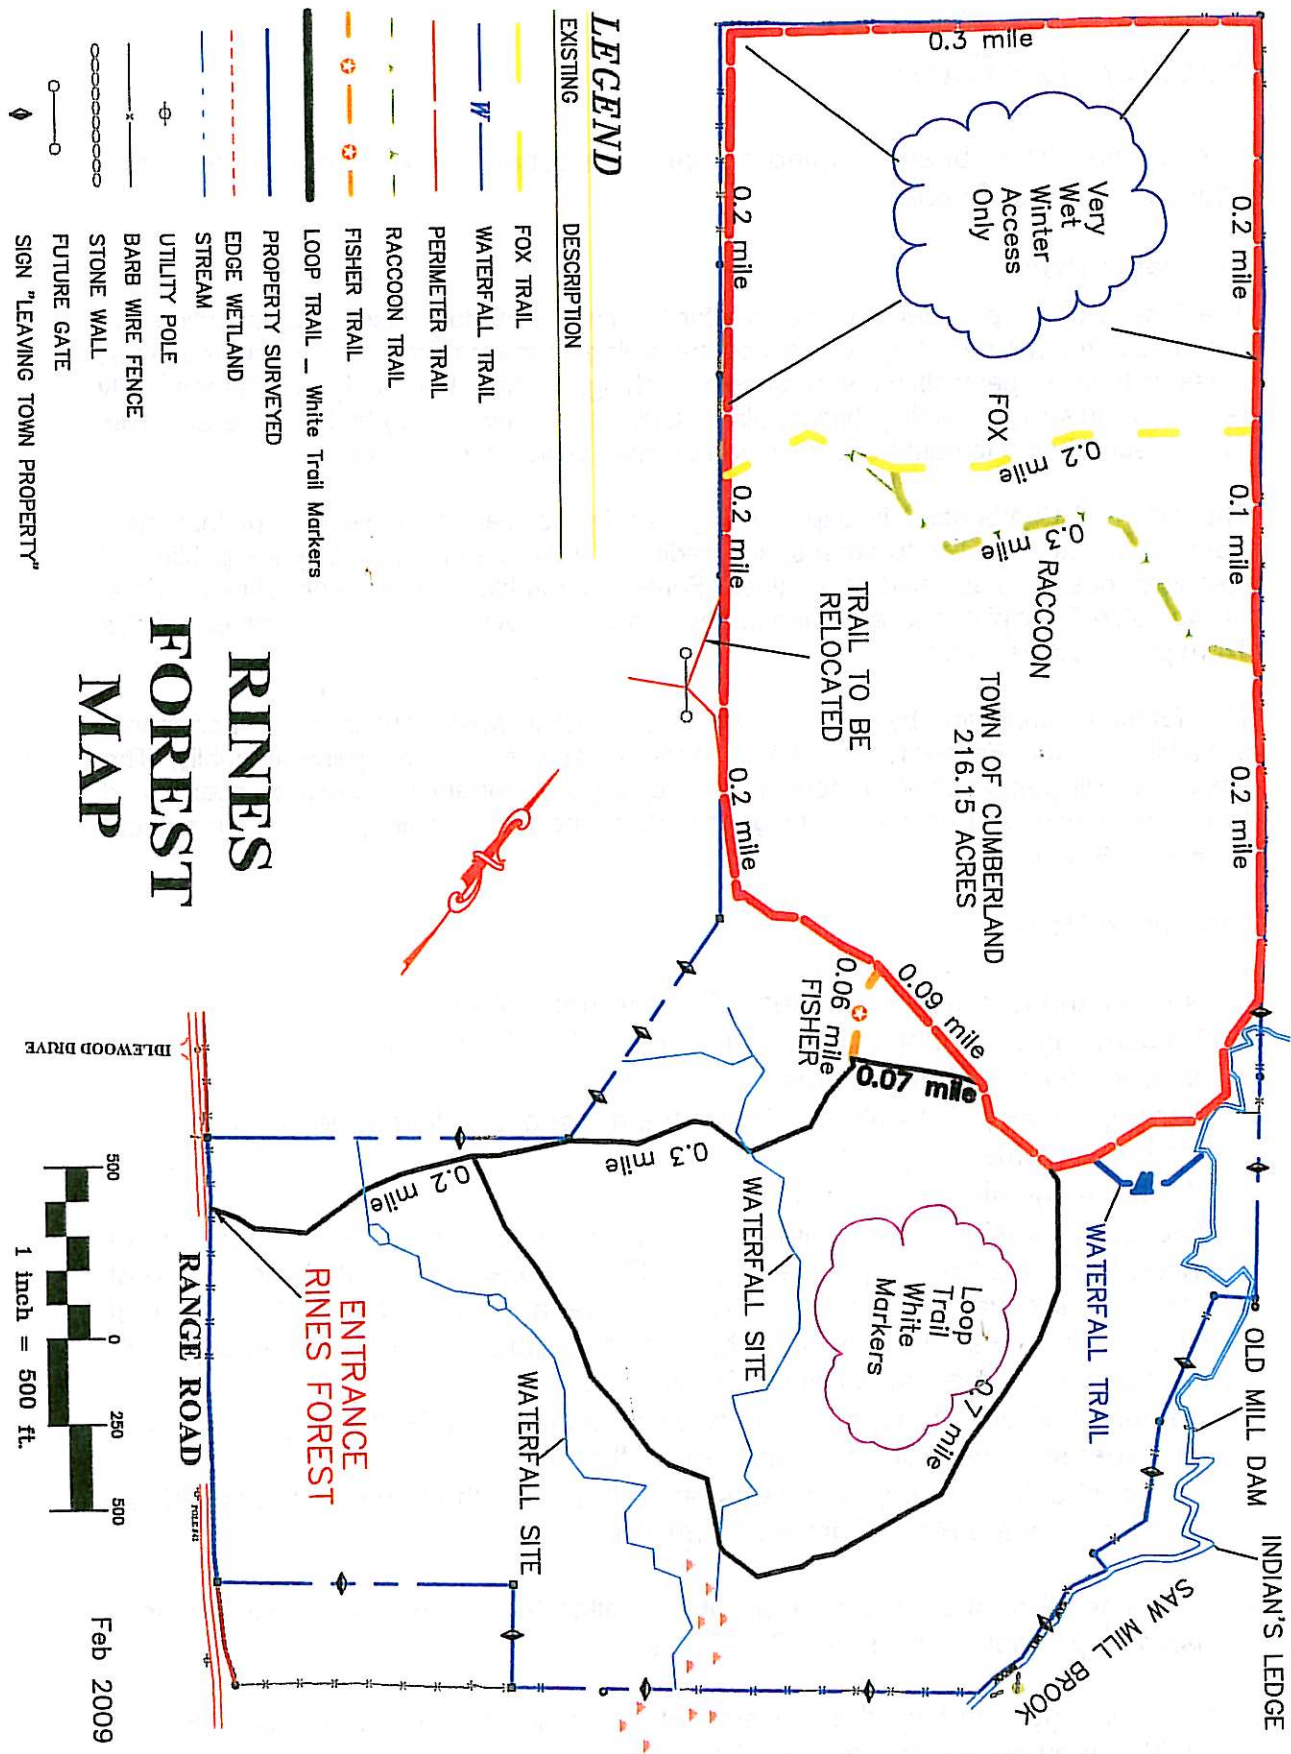 LEGEND
EXISTING
DESCRIPTION
FOX TRAIL
W
WATERFALL TRAIL
PERIMETER TRAIL
RACCOON TRAIL
FISHER TRAIL
LOOP TRAIL _ White Trail Markers
PROPERTY SURVEYED
EDGE WETLAND
STREAM
UTILITY POLE
BARB WIRE FENCE
STONE WALL
FUTURE GATE
SIGN "LEAVING TOWN PROPERTY"
RINES
FOREST
MAP
0.3 mile
0.2 mile
0.1 mile
0.2 mile
0.2 mile
0.2 mile
0.2 mile
Very
Wet
Winter
Access
Only
FOX
0.2 mile
RACCOON
0.3 mile
TRAIL TO BE
RELOCATED
TOWN OF CUMBERLAND
216.15 ACRES
0.09 mile
0.06 mile
FISHER
0.07 mile
0.3 mile
0.2 mile
0.7 mile
Loop
Trail
White
Markers
WATERFALL SITE
WATERFALL SITE
WATERFALL TRAIL
W
OLD MILL DAM
INDIAN'S LEDGE
SAW MILL BROOK
ENTRANCE
RINES FOREST
IDLEWOOD DRIVE
RANGE ROAD
500
0
250
500
1 inch = 500 ft.
Feb 2009